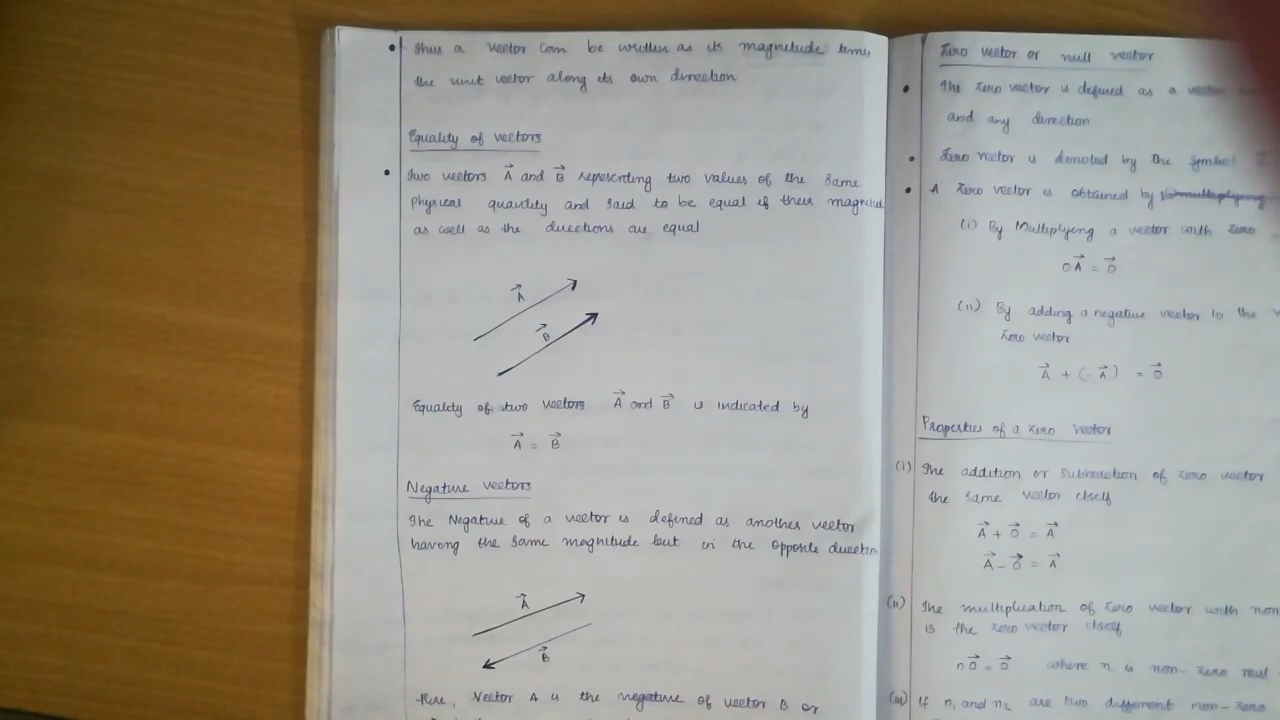 Thus a vector can be written as its magnitude times
the unit vector along its own direction
Equality of vectors
Two vectors A⃗ and B⃗ representing two values of the same
physical quantity and said to be equal if their
as well as the directions are equal
A⃗
B⃗
Equality of two vectors A⃗ and B⃗ is indicated by
A⃗ = B⃗
Negative vectors
The Negative of a vector is defined as another vector
having the same magnitude but in the opposite
A⃗
B⃗
Here, Vector A is the negative of vector B or
Zero vector or null vector
The zero vector is defined as a vector
and any direction
Zero vector is denoted by the symbol
A zero vector is obtained by
(i) By Multiplying a vector with zero
0A⃗ = 0⃗
(ii) By adding a negative vector to the
zero vector
A⃗ + (-A⃗) = 0⃗
Properties of a zero vector
(i) The addition or subtraction of zero vector
the same vector itself
A⃗ + 0⃗ = A⃗
A⃗ - 0⃗ = A⃗
(ii) The multiplication of zero vector with non
is the zero vector itself
n0⃗ = 0⃗ where n is non-zero real
(iii) If n₁ and n₂ are two different non-zero